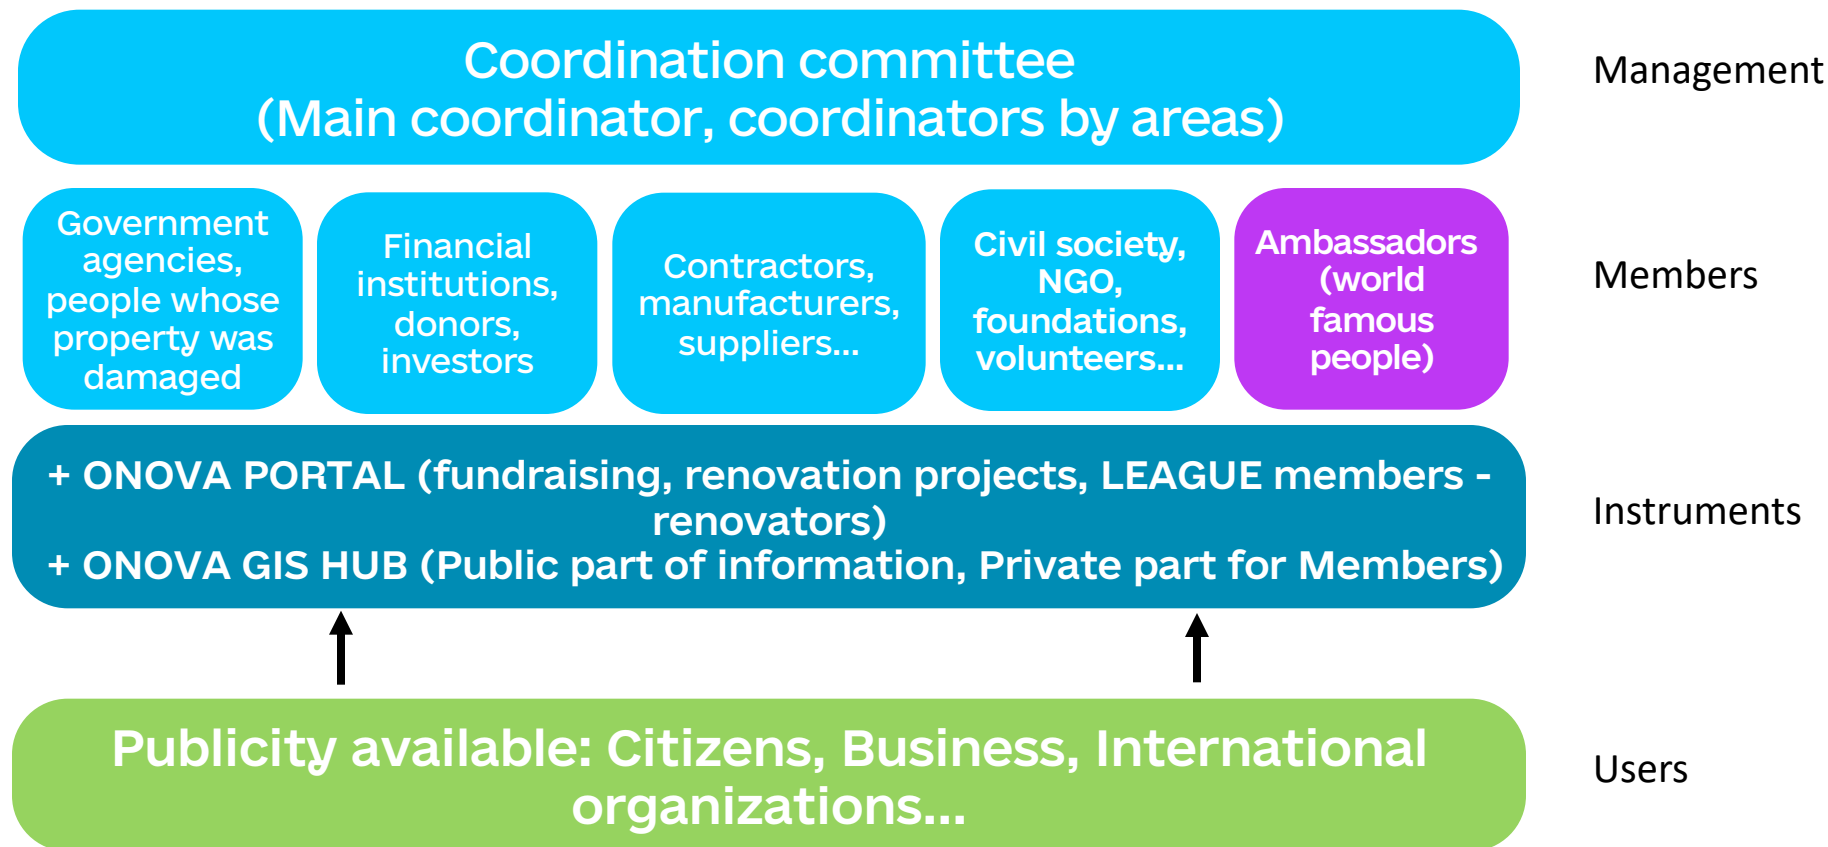 Coordination committee
(Main coordinator, coordinators by areas)
Management
Government
agencies,
people whose
property was
damaged
Financial
institutions,
donors,
investors
Contractors,
manufacturers,
suppliers...
Civil society,
NGO,
foundations,
volunteers...
Ambassadors
(world
famous
people)
Members
+ ONOVA PORTAL (fundraising, renovation projects, LEAGUE members -
renovators)
+ ONOVA GIS HUB (Public part of information, Private part for Members)
Instruments
Publicity available: Citizens, Business, International
organizations...
Users